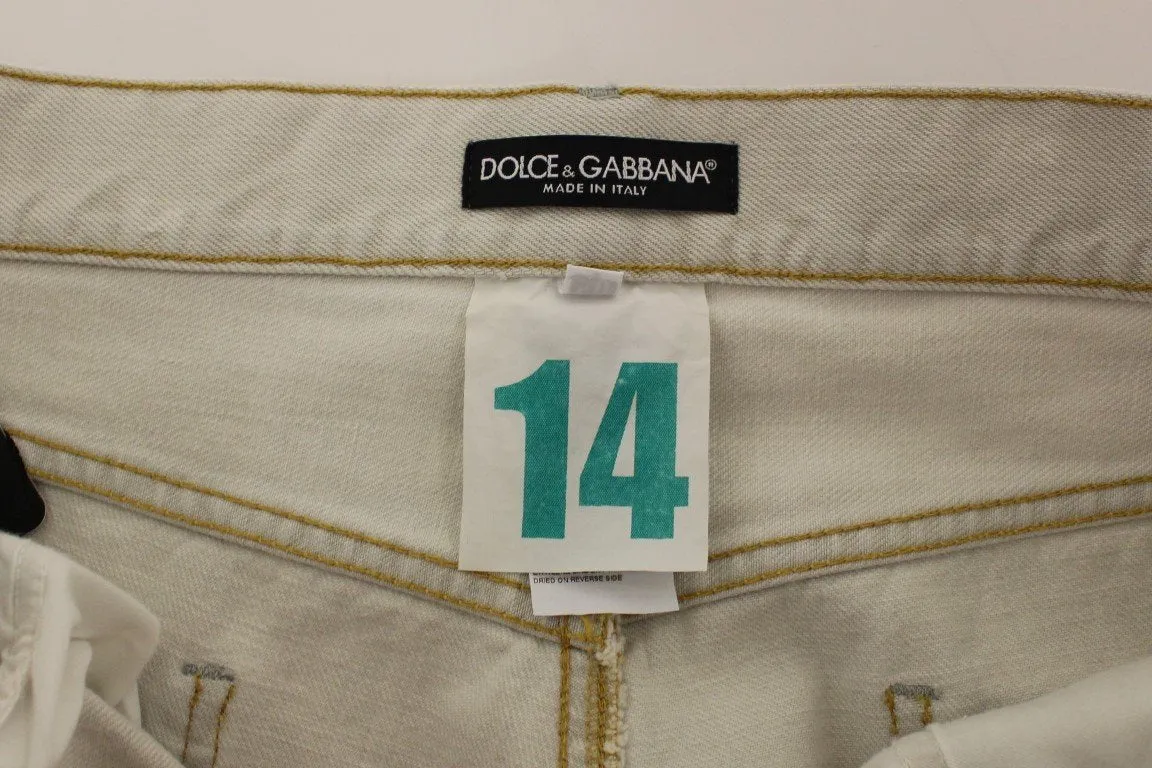 DOLCE & GABBANA®
MADE IN ITALY
14
DRIED ON REVERSE SIDE